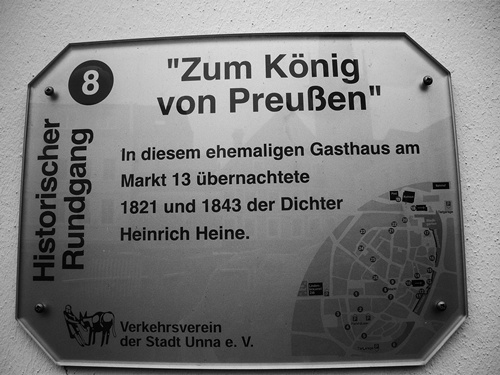 8
"Zum König
von Preußen"
Historischer
Rundgang
In diesem ehemaligen Gasthaus am
Markt 13 übernachtete
1821 und 1843 der Dichter
Heinrich Heine.
Verkehrsverein
der Stadt Unna e. V.